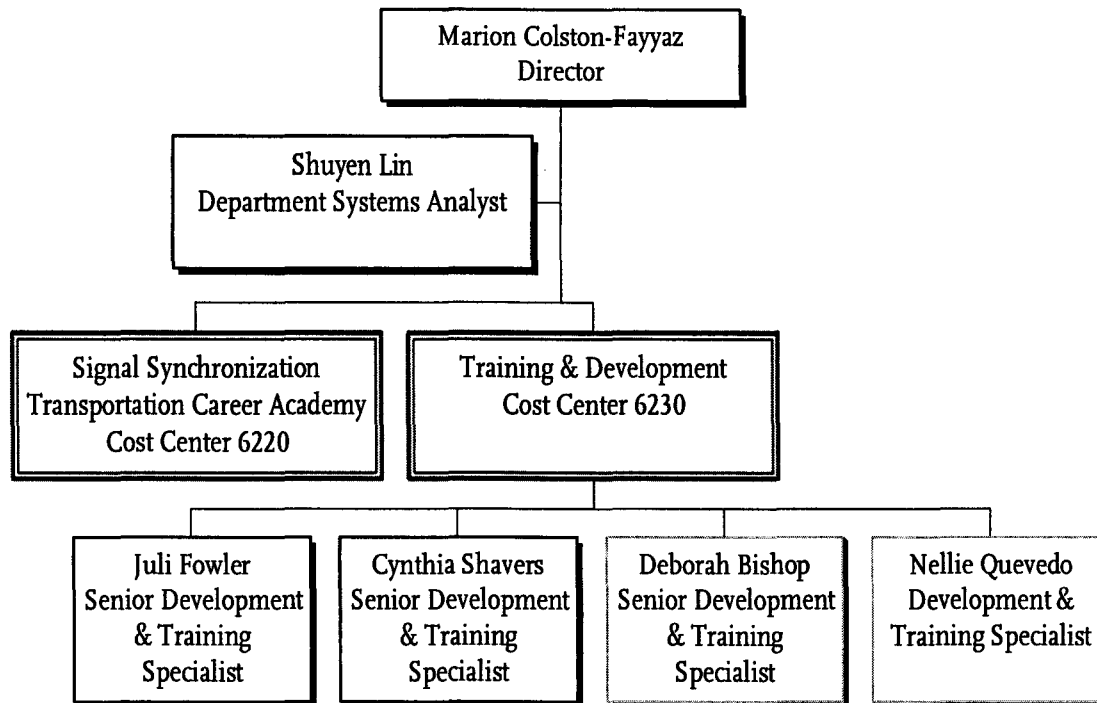 Marion Colston-Fayyaz
Director
Shuyen Lin
Department Systems Analyst
Signal Synchronization
Transportation Career Academy
Cost Center 6220
Training & Development
Cost Center 6230
Juli Fowler
Senior Development
& Training
Specialist
Cynthia Shavers
Senior Development
& Training
Specialist
Deborah Bishop
Senior Development
& Training
Specialist
Nellie Quevedo
Development &
Training Specialist